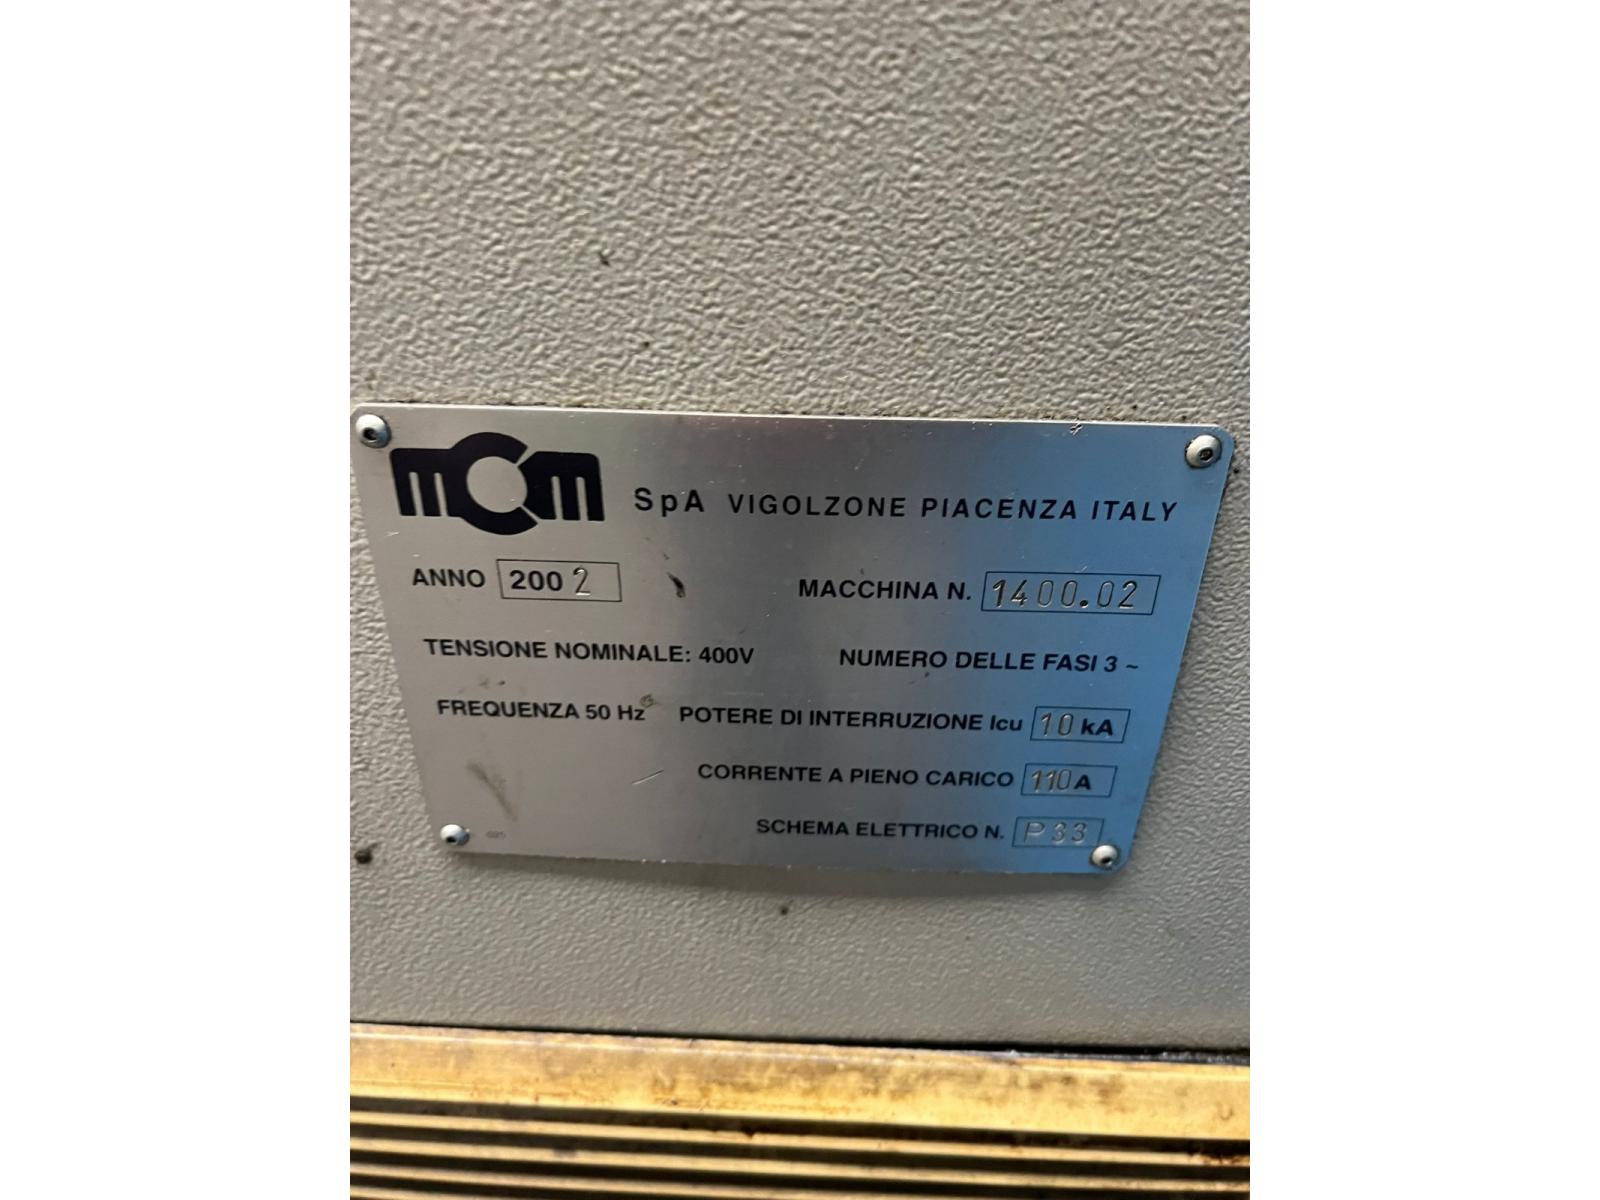 mcm SpA VIGOLZONE PIACENZA ITALY
ANNO 2002 MACCHINA N. 1400.02
TENSIONE NOMINALE: 400V NUMERO DELLE FASI 3 ~
FREQUENZA 50 Hz POTERE DI INTERRUZIONE Icu 10 kA
CORRENTE A PIENO CARICO 110 A
SCHEMA ELETTRICO N. P33